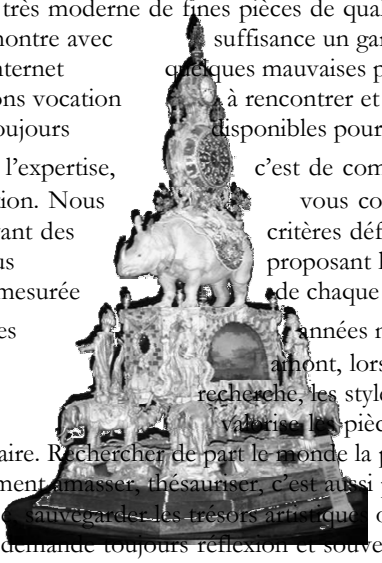 très moderne de fines pièces de qual
montre avec suffisance un gar
nternet quelques mauvaises p
ons vocation à rencontrer et
oujours disponibles pour
l'expertise, c'est de com
ion. Nous vous co
vant des critères déf
us proposant l
mesurée de chaque
es années n
amont, lors
recherche, les style
valorise les pièc
aire. Rechercher de part le monde la p
ment amasser, thésauriser, c'est aussi
sauvegarder les trésors artistiques o
demande toujours réflexion et souve